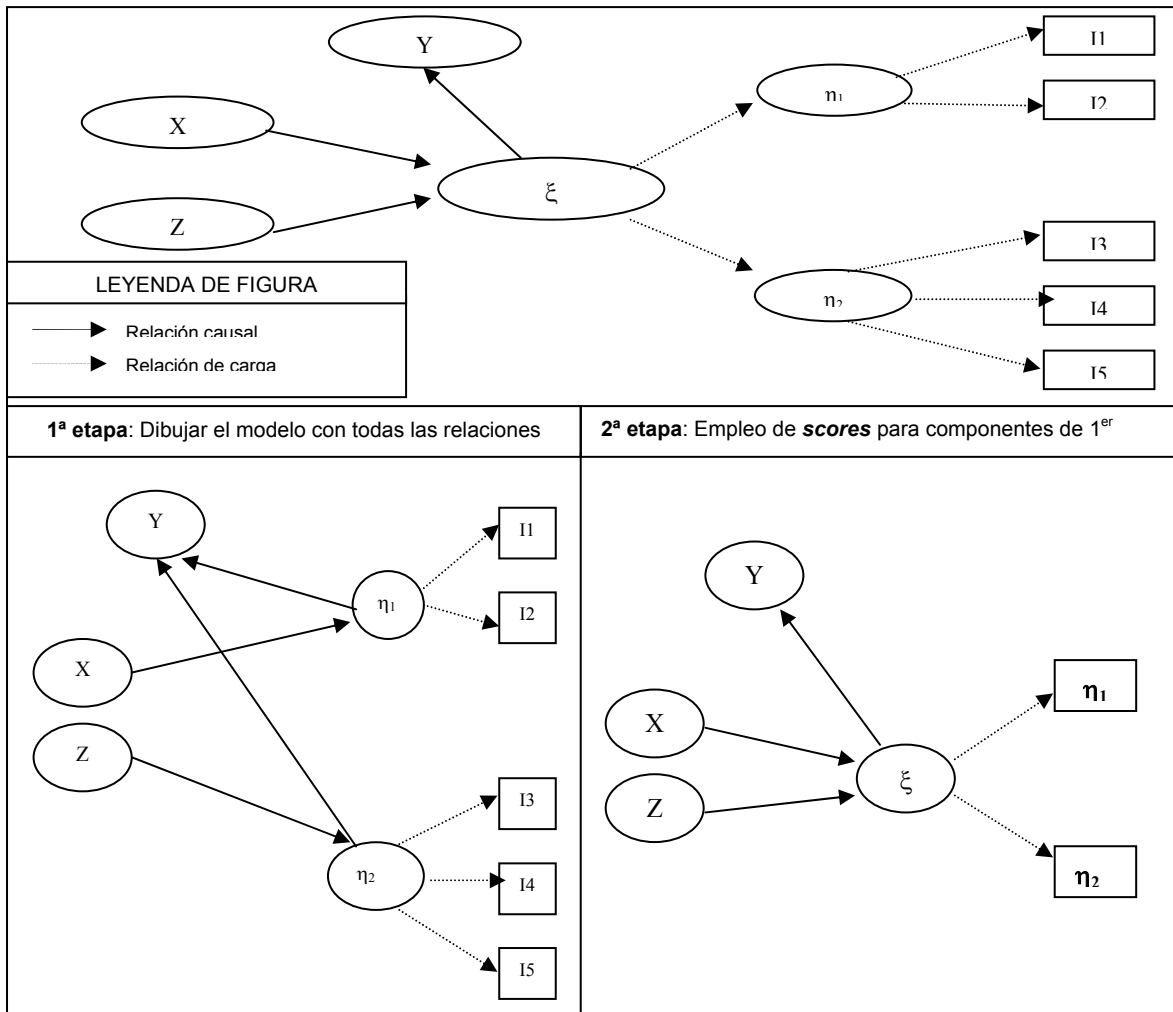 Y
I1
η₁
I2
X
ξ
Z
I3
η₂
I4
I5
LEYENDA DE FIGURA
Relación causal
Relación de carga
1ª etapa: Dibujar el modelo con todas las relaciones
2ª etapa: Empleo de scores para componentes de 1er
Y
I1
η₁
I2
X
Z
I3
η₂
I4
I5
Y
X
η₁
ξ
Z
η₂